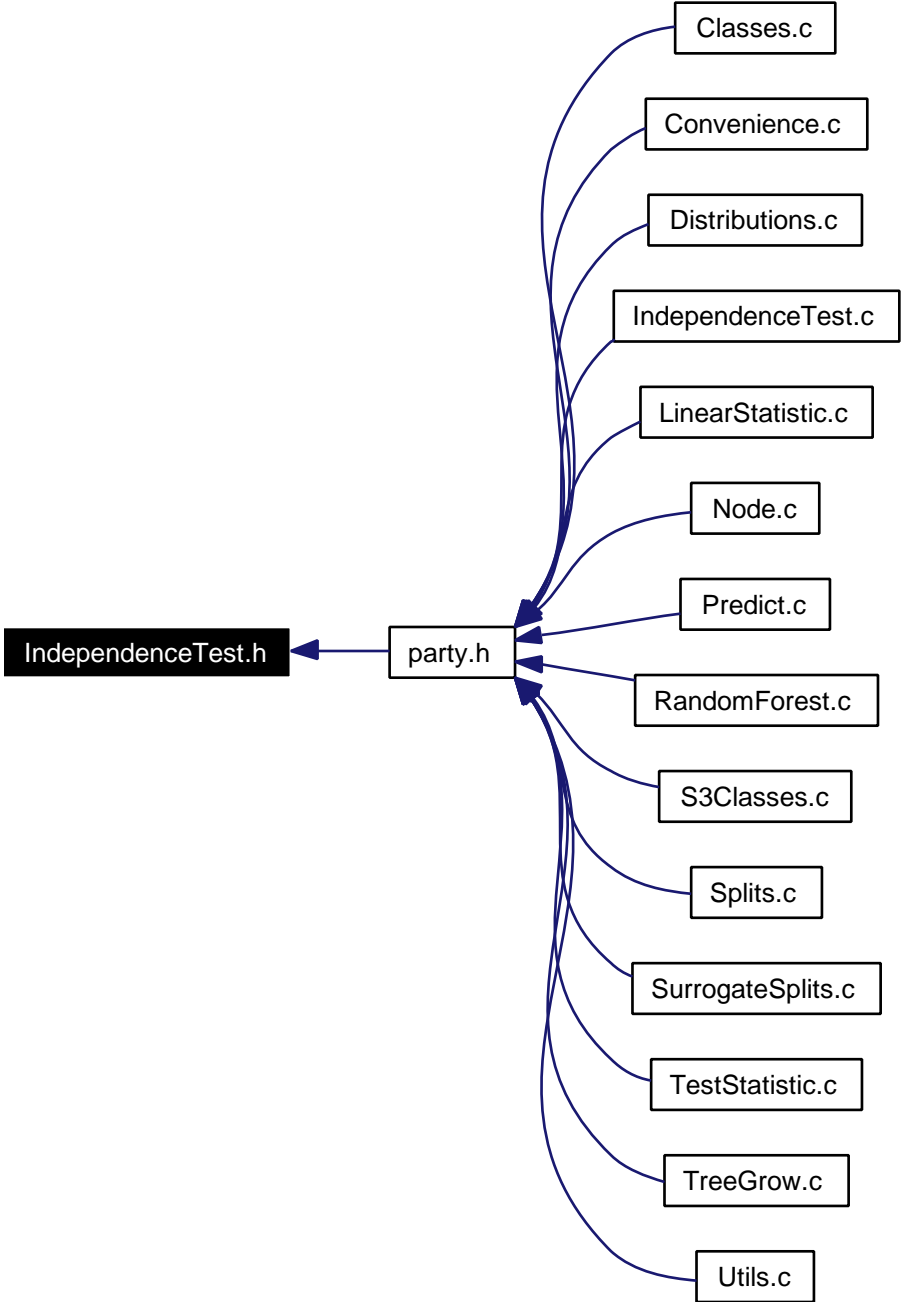 Classes.c
Convenience.c
Distributions.c
IndependenceTest.c
LinearStatistic.c
Node.c
Predict.c
IndependenceTest.h
party.h
RandomForest.c
S3Classes.c
Splits.c
SurrogateSplits.c
TestStatistic.c
TreeGrow.c
Utils.c